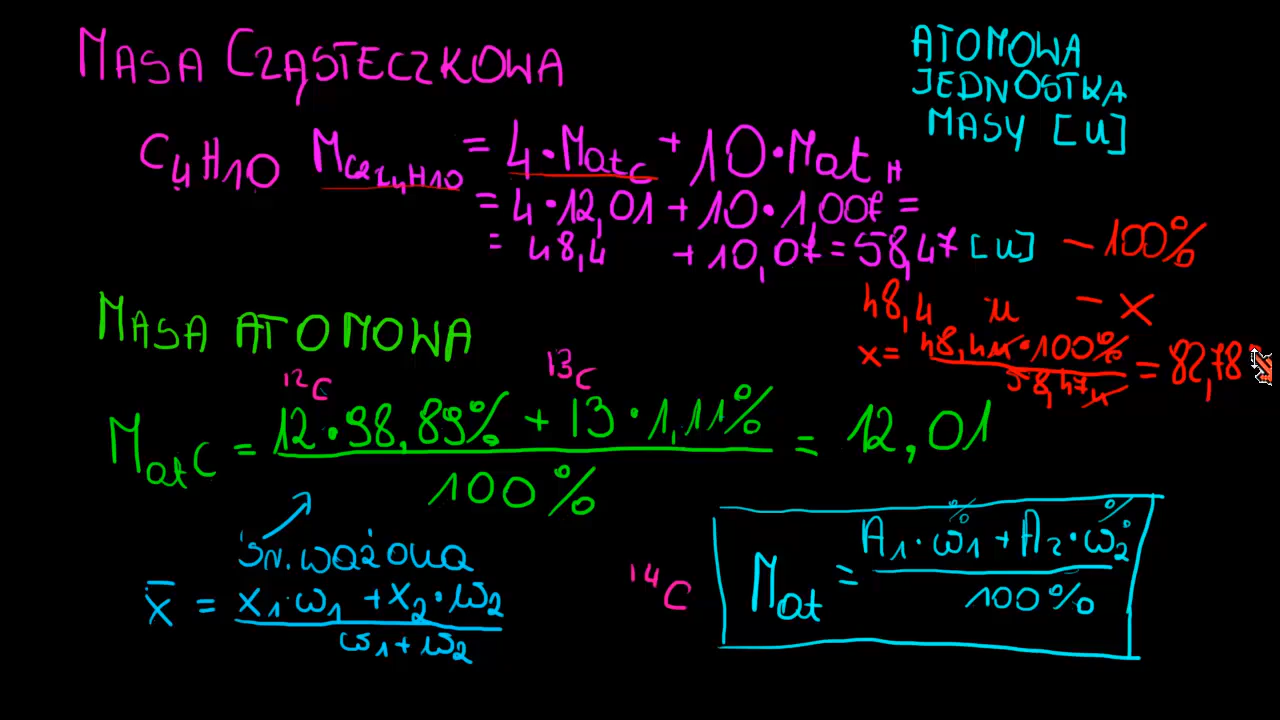 MASA CZĄSTECZKOWA
ATOMOWA
JEDNOSTKA
MASY [u]
C4H10 MCzz4H10 = 4·MatC + 10·Mat H
= 4·12,01 + 10·1,007 =
= 48,4 + 10,07 = 58,47 [u] – 100%
48,4 u – X
x = 48,4u·100% / 58,47u = 82,78
MASA ATOMOWA
12C 13C
MatC = 12·98,89% + 13·1,11% / 100% = 12,01
ŚR. WAŻONA
x̄ = x1·ω1 + x2·ω2 / ω1 + ω2
14C
Mat = A1·ω1% + A2·ω2% / 100%